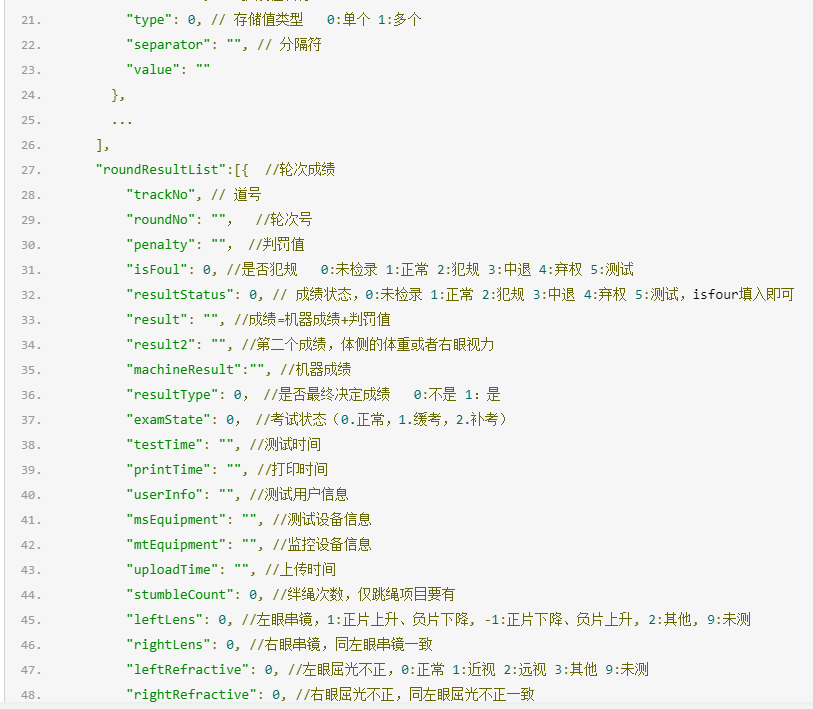 21. "type": 0, // 存储值类型   0:单个 1:多个
22. "separator": "", // 分隔符
23. "value": ""
24. },
25. ...
26. ],
27. "roundResultList":[{  //轮次成绩
28. "trackNo", // 道号
29. "roundNo": "",  //轮次号
30. "penalty": "", //判罚值
31. "isFoul": 0, //是否犯规   0:未检录 1:正常 2:犯规 3:中退 4:弃权 5:测试
32. "resultStatus": 0, // 成绩状态，0:未检录 1:正常 2:犯规 3:中退 4:弃权 5:测试，isfour填入即可
33. "result": "", //成绩=机器成绩+判罚值
34. "result2": "", //第二个成绩，体侧的体重或者右眼视力
35. "machineResult":"", //机器成绩
36. "resultType": 0， //是否最终决定成绩   0:不是 1：是
37. "examState": 0， //考试状态（0.正常，1.缓考，2.补考）
38. "testTime": "", //测试时间
39. "printTime": "", //打印时间
40. "userInfo": "", //测试用户信息
41. "msEquipment": "", //测试设备信息
42. "mtEquipment": "", //监控设备信息
43. "uploadTime": "", //上传时间
44. "stumbleCount": 0, //绊绳次数，仅跳绳项目要有
45. "leftLens": 0, //左眼串镜，1:正片上升、负片下降, -1:正片下降、负片上升, 2:其他, 9:未测
46. "rightLens": 0, //右眼串镜，同左眼串镜一致
47. "leftRefractive": 0, //左眼屈光不正，0:正常 1:近视 2:远视 3:其他 9:未测
48. "rightRefractive": 0, //右眼屈光不正，同左眼屈光不正一致